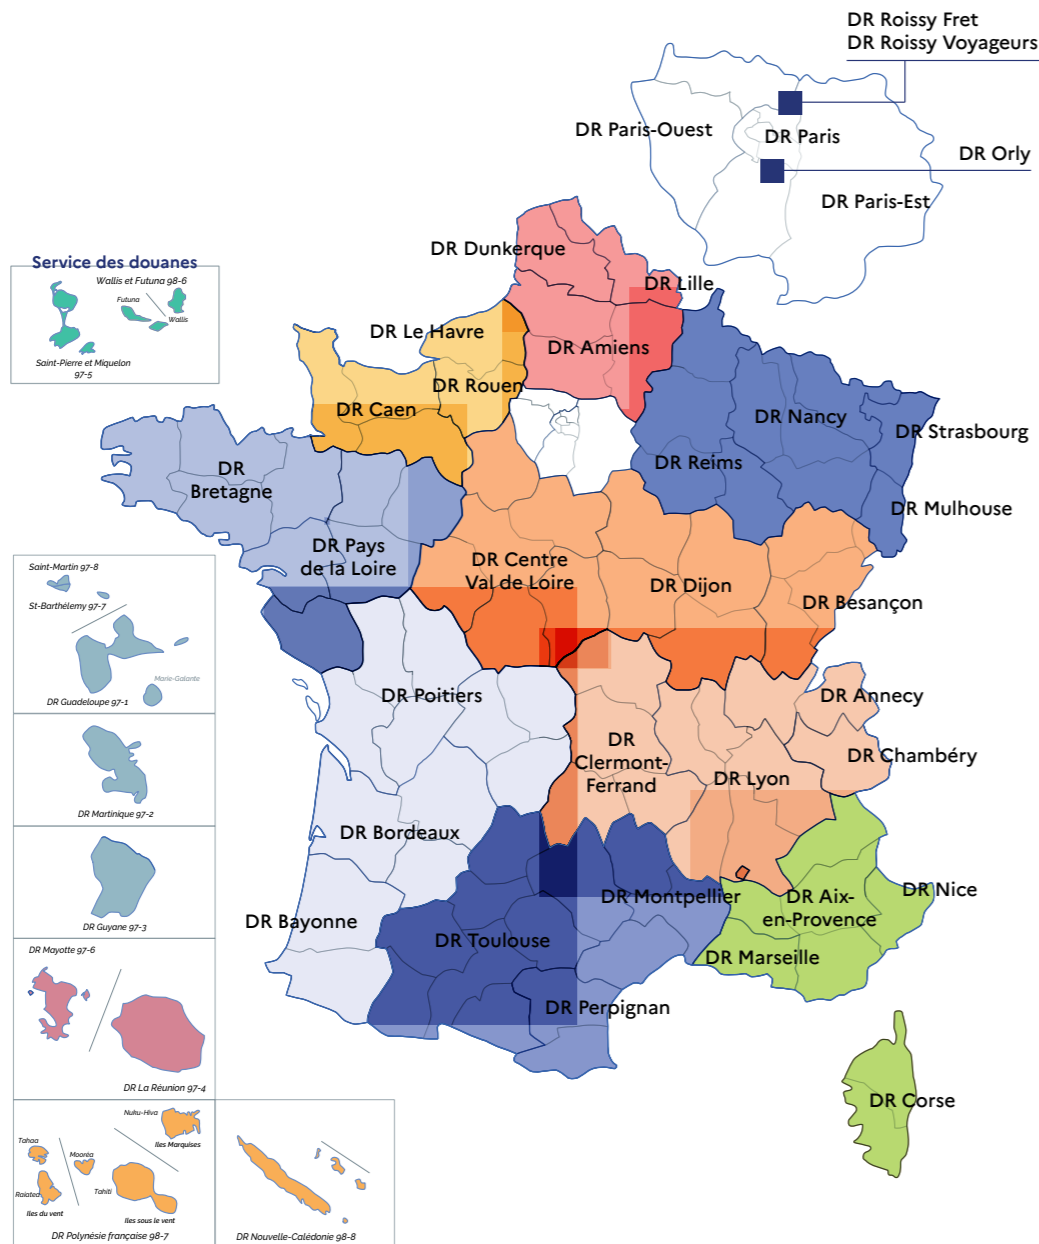 DR Roissy Fret
DR Roissy Voyageurs
DR Paris-Ouest
DR Paris
DR Orly
DR Paris-Est
Service des douanes
Wallis et Futuna 98-6
Futuna
Wallis
Saint-Pierre et Miquelon
97-5
DR Dunkerque
DR Lille
DR Le Havre
DR Amiens
DR Rouen
DR Caen
DR Nancy
DR Strasbourg
DR Reims
DR
Bretagne
DR Mulhouse
DR Pays
de la Loire
DR Centre
Val de Loire
DR Dijon
DR Besançon
Saint-Martin 97-8
St-Barthélemy 97-7
Marie-Galante
DR Guadeloupe 97-1
DR Poitiers
DR Annecy
DR
Clermont-
Ferrand
DR Chambéry
DR Lyon
DR Martinique 97-2
DR Bordeaux
DR Montpellier
DR Aix-
en-Provence
DR Nice
DR Bayonne
DR Toulouse
DR Marseille
DR Guyane 97-3
DR Mayotte 97-6
DR Perpignan
DR La Réunion 97-4
DR Corse
Nuku-Hiva
Iles Marquises
Tahaa
Mooréa
Raiatea
Tahiti
Iles du vent
Iles sous le vent
DR Polynésie française 98-7
DR Nouvelle-Calédonie 98-8